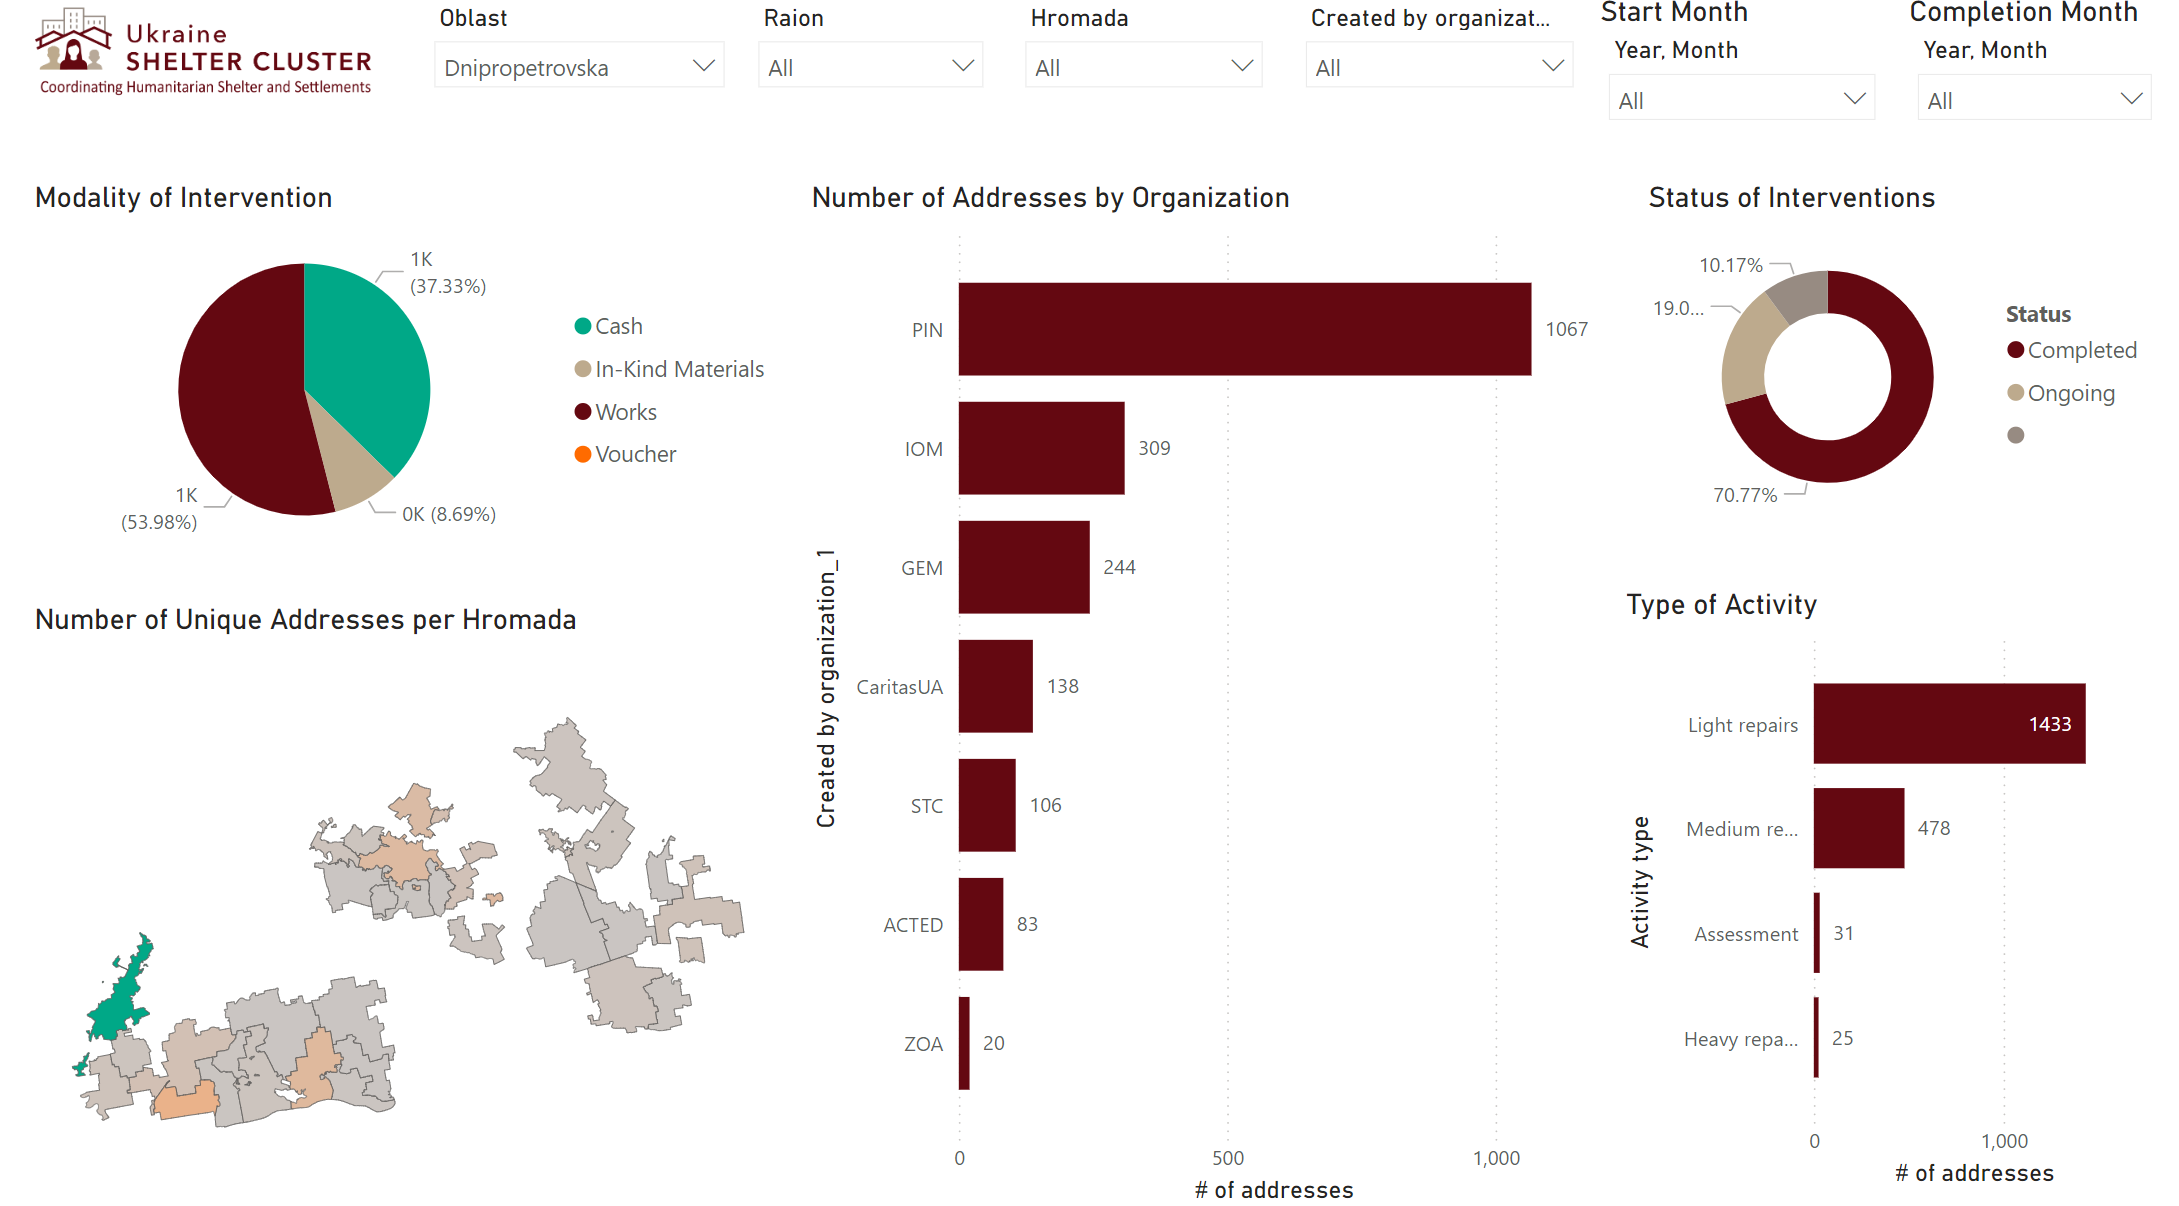 Ukraine
SHELTER CLUSTER
Coordinating Humanitarian Shelter and Settlements
Oblast
Dnipropetrovska
Raion
All
Hromada
All
Created by organizat...
All
Start Month
Year, Month
All
Completion Month
Year, Month
All
Modality of Intervention
1K
(37.33%)
1K
(53.98%)
0K (8.69%)
Cash
In-Kind Materials
Works
Voucher
Number of Unique Addresses per Hromada
Number of Addresses by Organization
Created by organization_1
PIN
1067
IOM
309
GEM
244
CaritasUA
138
STC
106
ACTED
83
ZOA
20
0
500
1,000
# of addresses
Status of Interventions
10.17%
19.0...
70.77%
Status
Completed
Ongoing
Type of Activity
Activity type
Light repairs
1433
Medium re...
478
Assessment
31
Heavy repa...
25
0
1,000
# of addresses